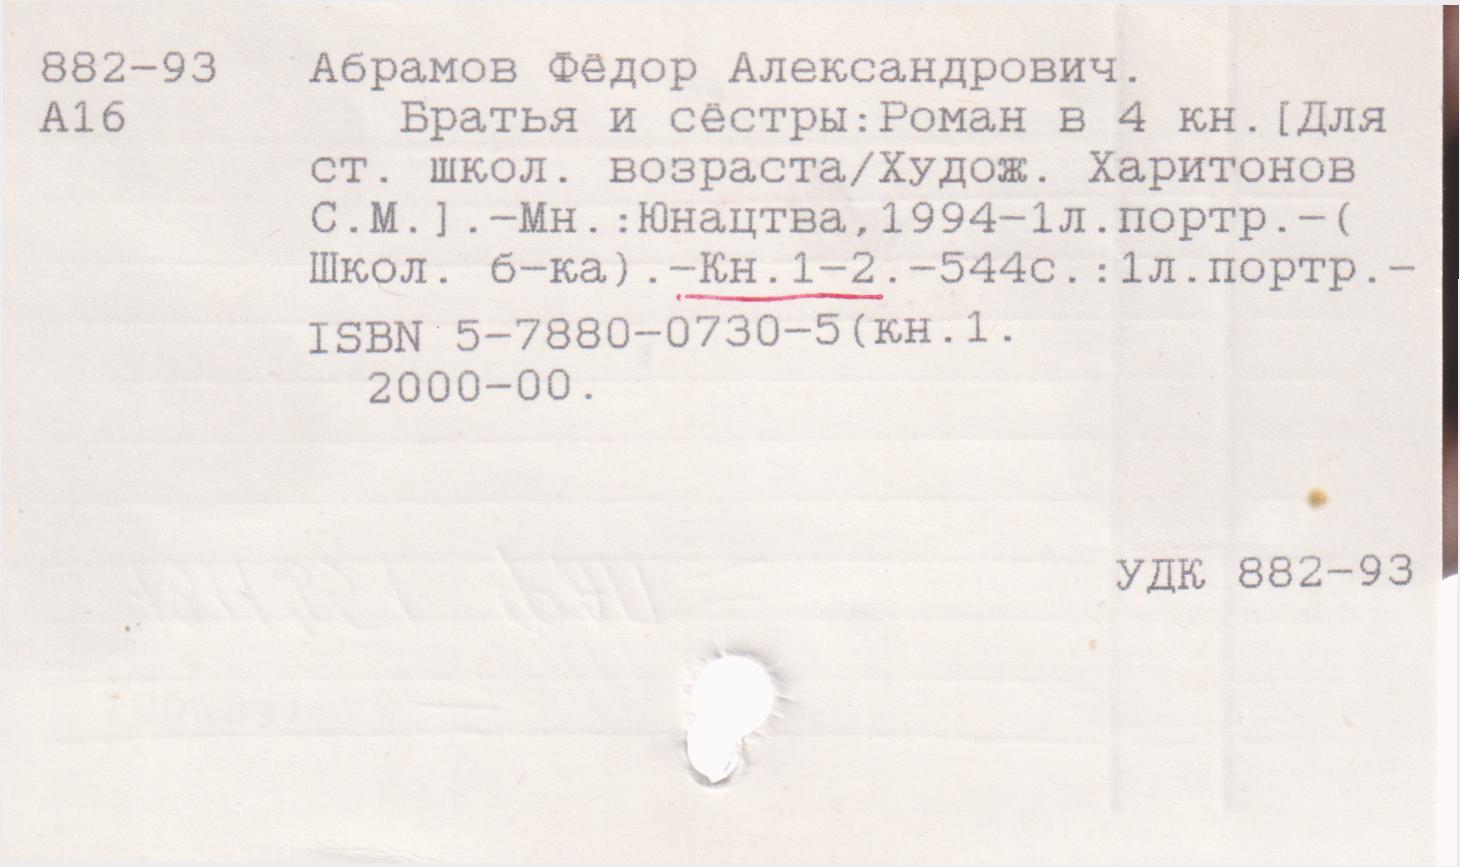 882-93 Абрамов Фёдор Александрович.
А16 Братья и сёстры:Роман в 4 кн.[Для
ст. школ. возраста/Худож. Харитонов
С.М.].-Мн.:Юнацтва,1994-1л.портр.-(
Школ. б-ка).-Кн.1-2.-544с.:1л.портр.-
ISBN 5-7880-0730-5(кн.1.
2000-00.
УДК 882-93